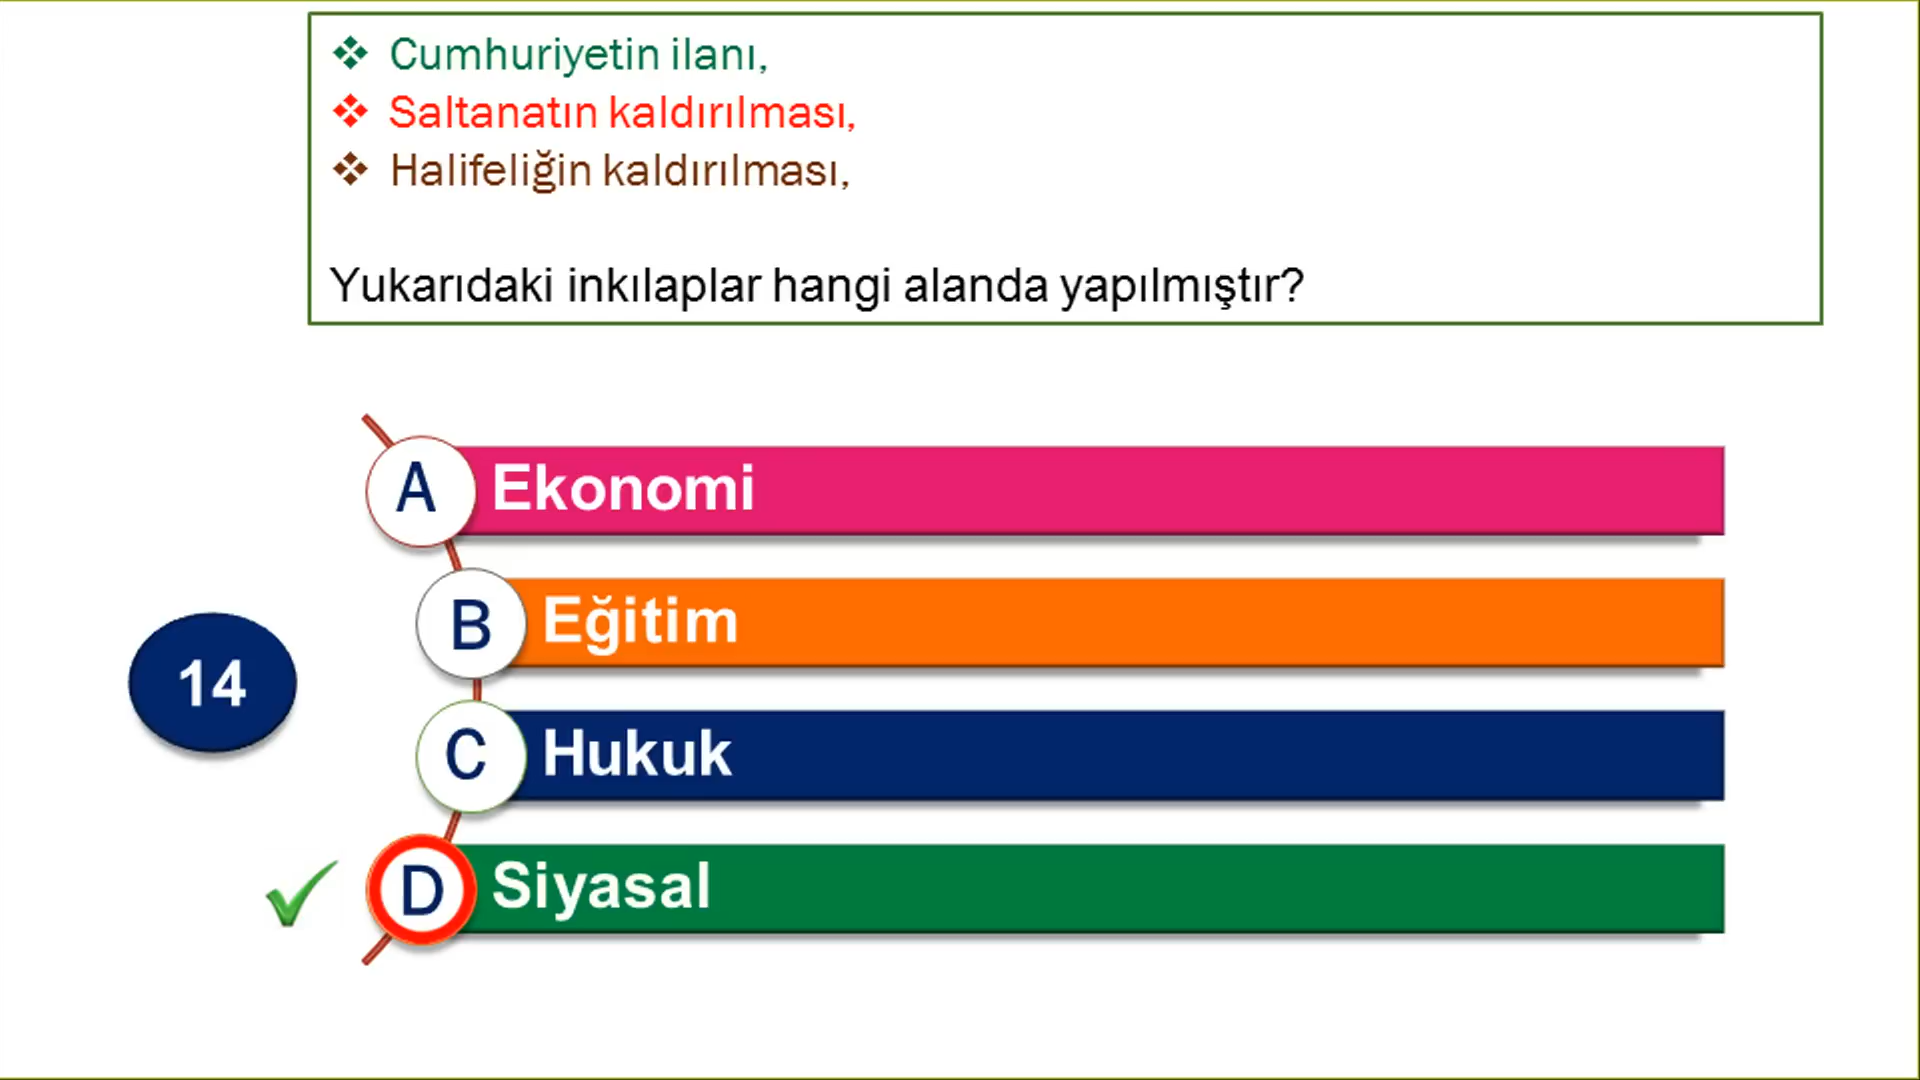 ❖ Cumhuriyetin ilanı,
❖ Saltanatın kaldırılması,
❖ Halifeliğin kaldırılması,
Yukarıdaki inkılaplar hangi alanda yapılmıştır?
A Ekonomi
B Eğitim
14
C Hukuk
D Siyasal